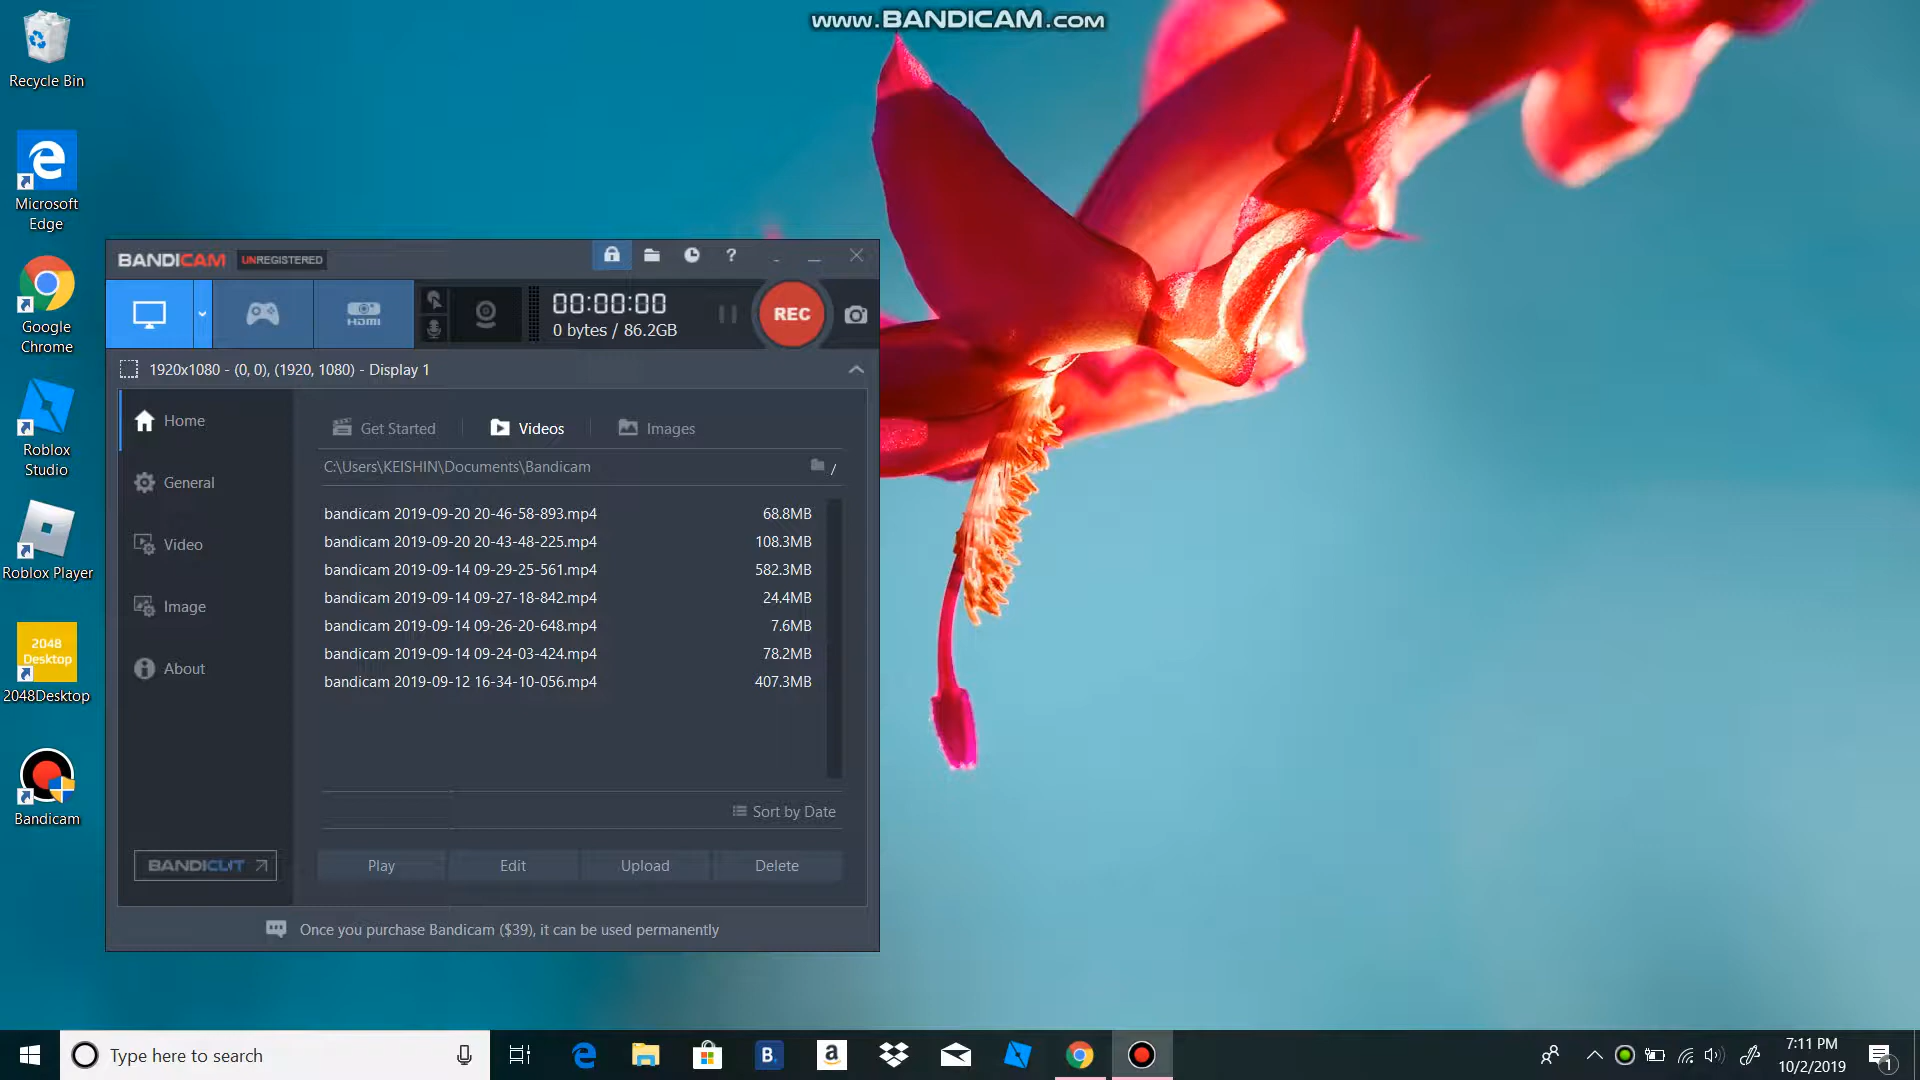 www.BANDICAM.com
Recycle Bin
Microsoft
Edge
Google
Chrome
Roblox
Studio
Roblox Player
2048
Desktop
2048Desktop
Bandicam
BANDICAM UNREGISTERED
?
HDMI
00:00:00
0 bytes / 86.2GB
REC
1920x1080 - (0, 0), (1920, 1080) - Display 1
Home
General
Video
Image
About
BANDICUT
Get Started
Videos
Images
C:\Users\KEISHIN\Documents\Bandicam
/
bandicam 2019-09-20 20-46-58-893.mp4 68.8MB
bandicam 2019-09-20 20-43-48-225.mp4 108.3MB
bandicam 2019-09-14 09-29-25-561.mp4 582.3MB
bandicam 2019-09-14 09-27-18-842.mp4 24.4MB
bandicam 2019-09-14 09-26-20-648.mp4 7.6MB
bandicam 2019-09-14 09-24-03-424.mp4 78.2MB
bandicam 2019-09-12 16-34-10-056.mp4 407.3MB
Sort by Date
Play Edit Upload Delete
Once you purchase Bandicam ($39), it can be used permanently
Type here to search
B.
a
7:11 PM
10/2/2019
1